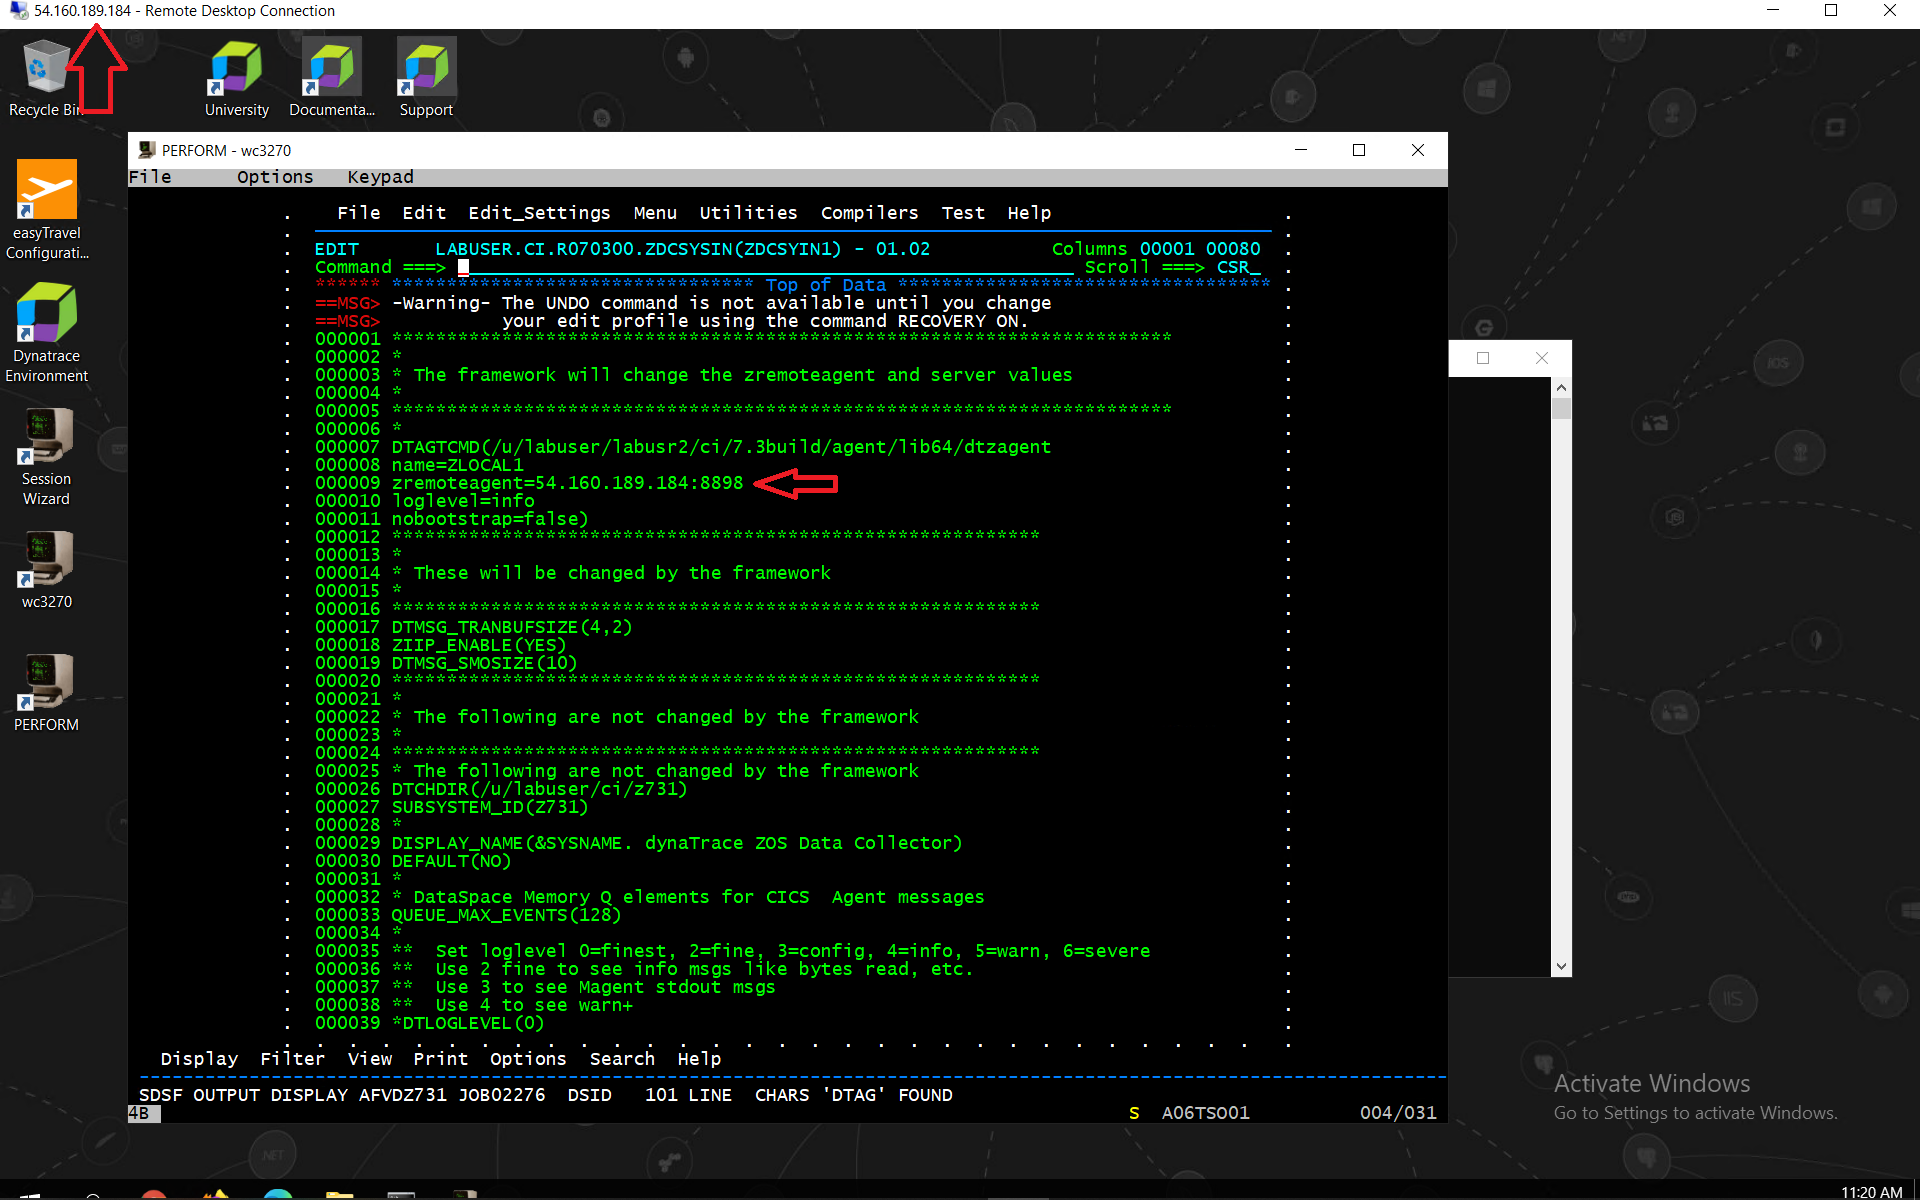 54.160.189.184 - Remote Desktop Connection
Recycle Bin
University
Documenta...
Support
easyTravel
Configurati...
Dynatrace
Environment
Session
Wizard
wc3270
PERFORM
PERFORM - wc3270
File Options Keypad
File Edit Edit_Settings Menu Utilities Compilers Test Help
EDIT LABUSER.CI.R070300.ZDCSYSIN(ZDCSYIN1) - 01.02 Columns 00001 00080
Command ===> Scroll ===> CSR_
****** ********************************* Top of Data **********************************
==MSG> -Warning- The UNDO command is not available until you change
==MSG> your edit profile using the command RECOVERY ON.
000001 ***********************************************************************
000002 *
000003 * The framework will change the zremoteagent and server values
000004 *
000005 ***********************************************************************
000006 *
000007 DTAGTCMD(/u/labuser/labusr2/ci/7.3build/agent/lib64/dtzagent
000008 name=ZLOCAL1
000009 zremoteagent=54.160.189.184:8898
000010 loglevel=info
000011 nobootstrap=false)
000012 ***********************************************************
000013 *
000014 * These will be changed by the framework
000015 *
000016 ***********************************************************
000017 DTMSG_TRANBUFSIZE(4,2)
000018 ZIIP_ENABLE(YES)
000019 DTMSG_SMOSIZE(10)
000020 ***********************************************************
000021 *
000022 * The following are not changed by the framework
000023 *
000024 ***********************************************************
000025 * The following are not changed by the framework
000026 DTCHDIR(/u/labuser/ci/z731)
000027 SUBSYSTEM_ID(Z731)
000028 *
000029 DISPLAY_NAME(&SYSNAME. dynaTrace ZOS Data Collector)
000030 DEFAULT(NO)
000031 *
000032 * DataSpace Memory Q elements for CICS  Agent messages
000033 QUEUE_MAX_EVENTS(128)
000034 *
000035 **  Set loglevel 0=finest, 2=fine, 3=config, 4=info, 5=warn, 6=severe
000036 **  Use 2 fine to see info msgs like bytes read, etc.
000037 **  Use 3 to see Magent stdout msgs
000038 **  Use 4 to see warn+
000039 *DTLOGLEVEL(0)
Display Filter View Print Options Search Help
SDSF OUTPUT DISPLAY AFVDZ731 JOB02276 DSID 101 LINE CHARS 'DTAG' FOUND
4B S A06TSO01 004/031
Activate Windows
Go to Settings to activate Windows.
11:20 AM